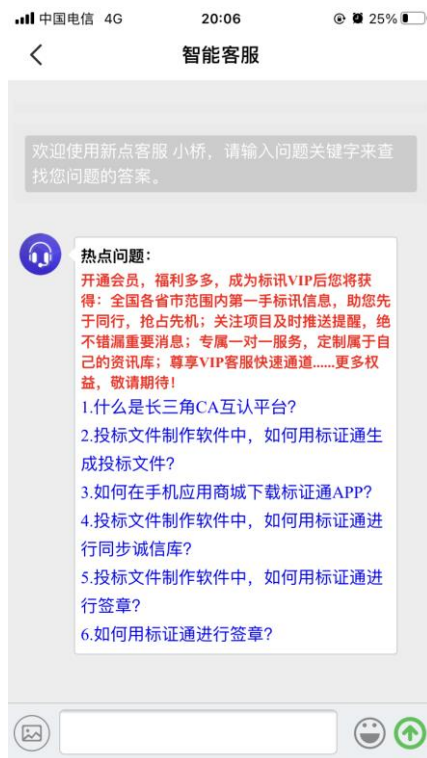 中国电信 4G 20:06 25%
智能客服
欢迎使用新点客服 小桥，请输入问题关键字来查
找您问题的答案。
热点问题：
开通会员，福利多多，成为标讯VIP后您将获
得：全国各省市范围内第一手标讯信息，助您先
于同行，抢占先机；关注项目及时推送提醒，绝
不错漏重要消息；专属一对一服务，定制属于自
己的资讯库；尊享VIP客服快速通道......更多权
益，敬请期待！
1.什么是长三角CA互认平台？
2.投标文件制作软件中，如何用标证通生
成投标文件？
3.如何在手机应用商城下载标证通APP？
4.投标文件制作软件中，如何用标证通进
行同步诚信库？
5.投标文件制作软件中，如何用标证通进
行签章？
6.如何用标证通进行签章？